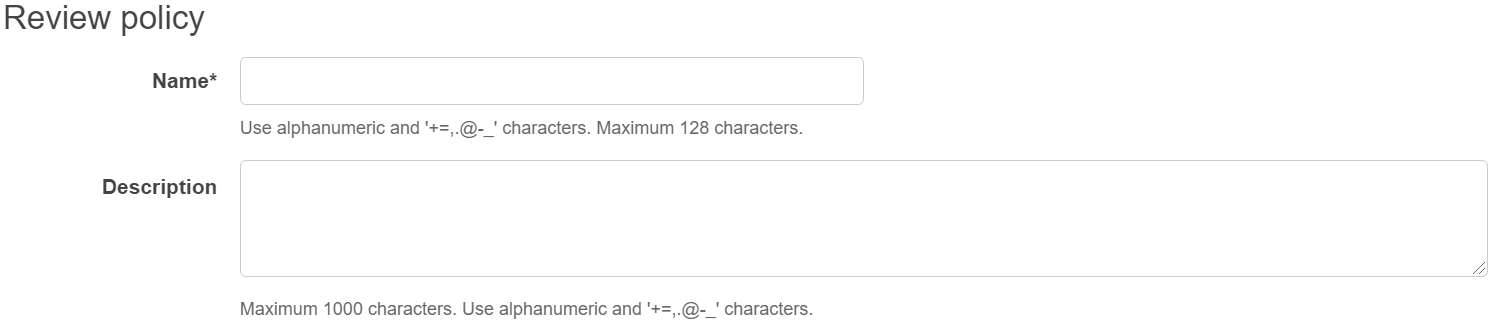 Review policy
Name*
Use alphanumeric and '+=,.@-_' characters. Maximum 128 characters.
Description
Maximum 1000 characters. Use alphanumeric and '+=,.@-_' characters.